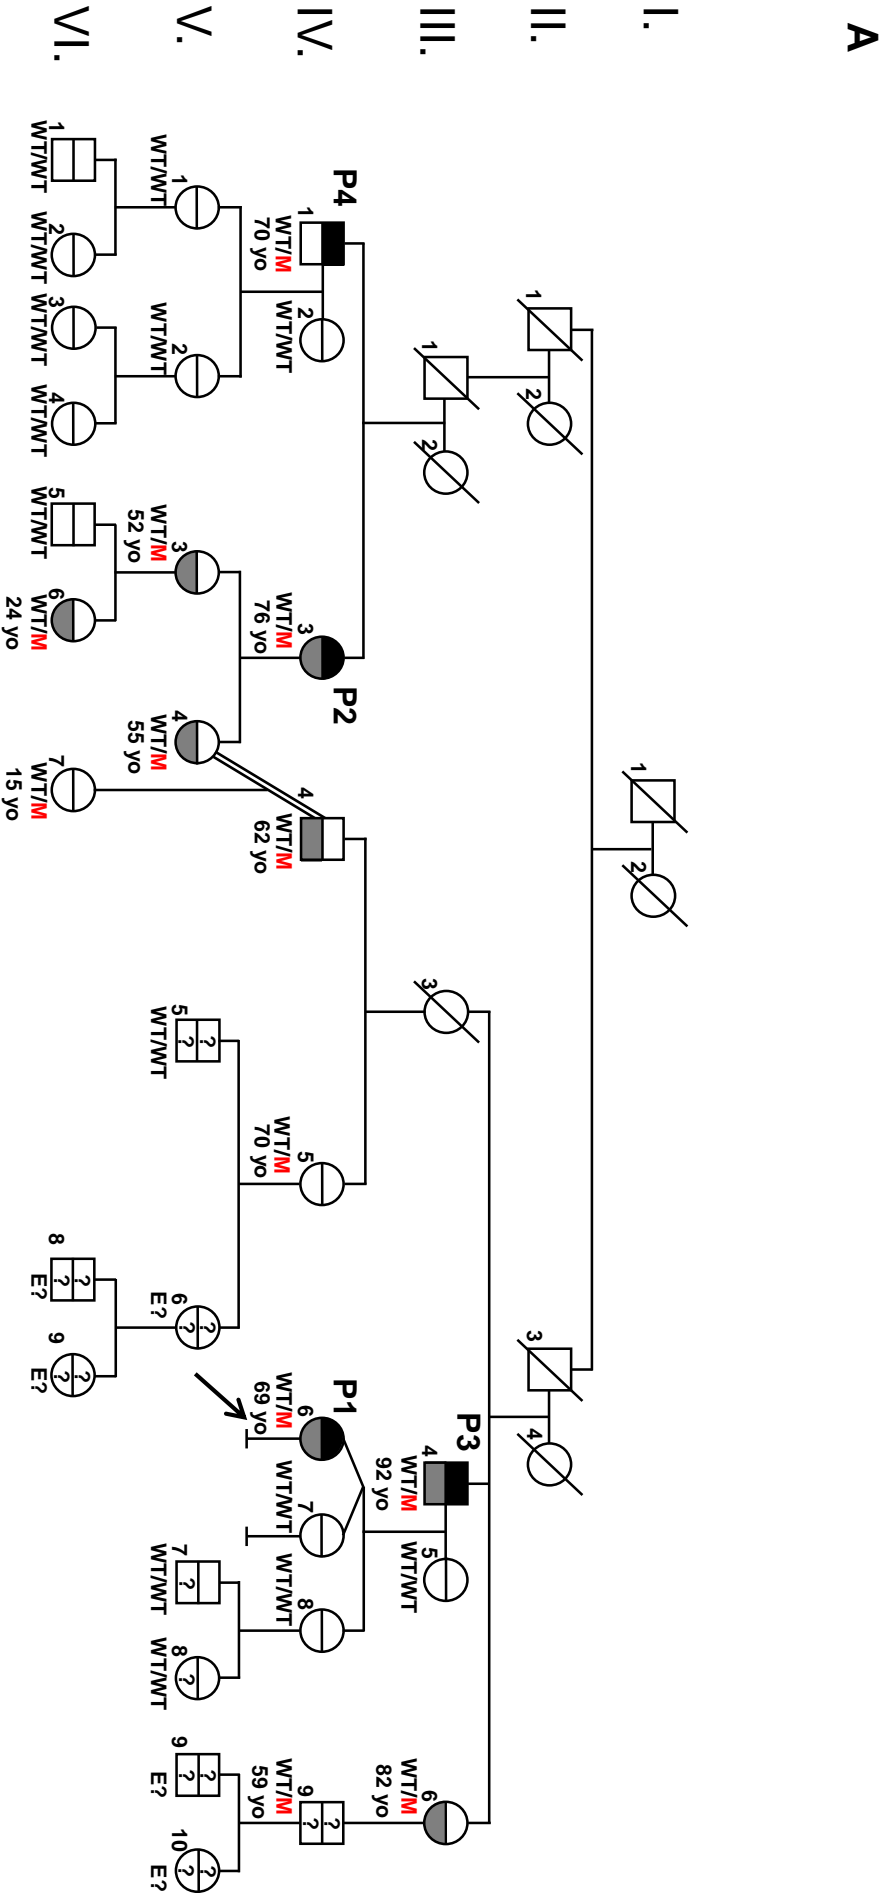 A
I.
1
2
II.
1
2
3
4
III.
1
2
3
P3
4
WT/M
92 yo
5
WT/WT
6
WT/M
82 yo
IV.
P4
1
WT/M
70 yo
2
WT/WT
3
P2
WT/M
76 yo
4
WT/M
62 yo
5
WT/M
70 yo
P1
6
WT/M
69 yo
7
WT/WT
8
WT/WT
9
? ?
WT/M
59 yo
V.
1
WT/WT
2
WT/WT
3
WT/M
52 yo
4
WT/M
55 yo
5
? ?
WT/WT
6
? ?
E?
7
?
WT/WT
8
?
WT/WT
9
? ?
E?
10
? ?
E?
VI.
1
WT/WT
2
WT/WT
3
WT/WT
4
WT/WT
5
WT/WT
6
WT/M
24 yo
7
WT/M
15 yo
8
? ?
E?
9
? ?
E?